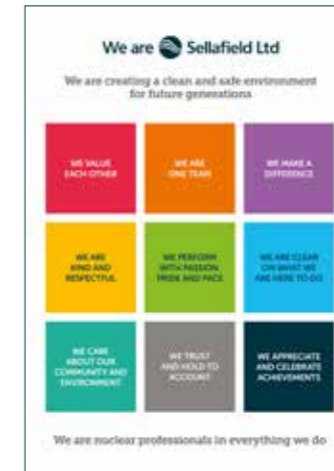 We are Sellafield Ltd
We are creating a clean and safe environment
for future generations
WE VALUE
EACH OTHER
WE ARE
ONE TEAM
WE MAKE A
DIFFERENCE
WE ARE
KIND AND
RESPECTFUL
WE PERFORM
WITH PASSION,
PRIDE AND PACE
WE ARE CLEAR
ON WHAT WE
ARE HERE TO DO
WE CARE
ABOUT OUR
COMMUNITY AND
ENVIRONMENT
WE TRUST
AND HOLD TO
ACCOUNT
WE APPRECIATE
AND CELEBRATE
ACHIEVEMENTS
We are nuclear professionals in everything we do